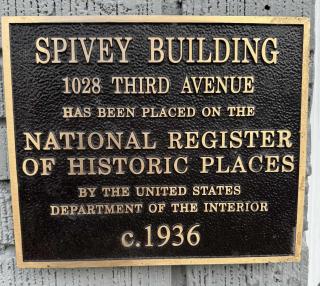 SPIVEY BUILDING
1028 THIRD AVENUE
HAS BEEN PLACED ON THE
NATIONAL REGISTER
OF HISTORIC PLACES
BY THE UNITED STATES
DEPARTMENT OF THE INTERIOR
c.1936